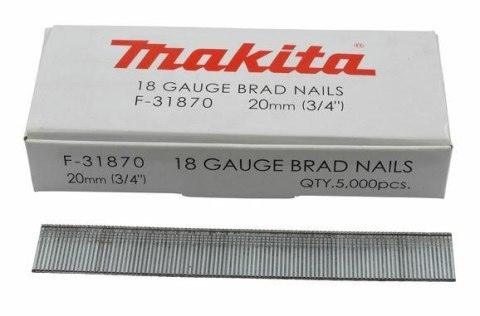 makita®
18 GAUGE BRAD NAILS
F-31870 20mm (3/4")
F-31870 18 GAUGE BRAD NAILS
20mm (3/4") QTY.5,000pcs.